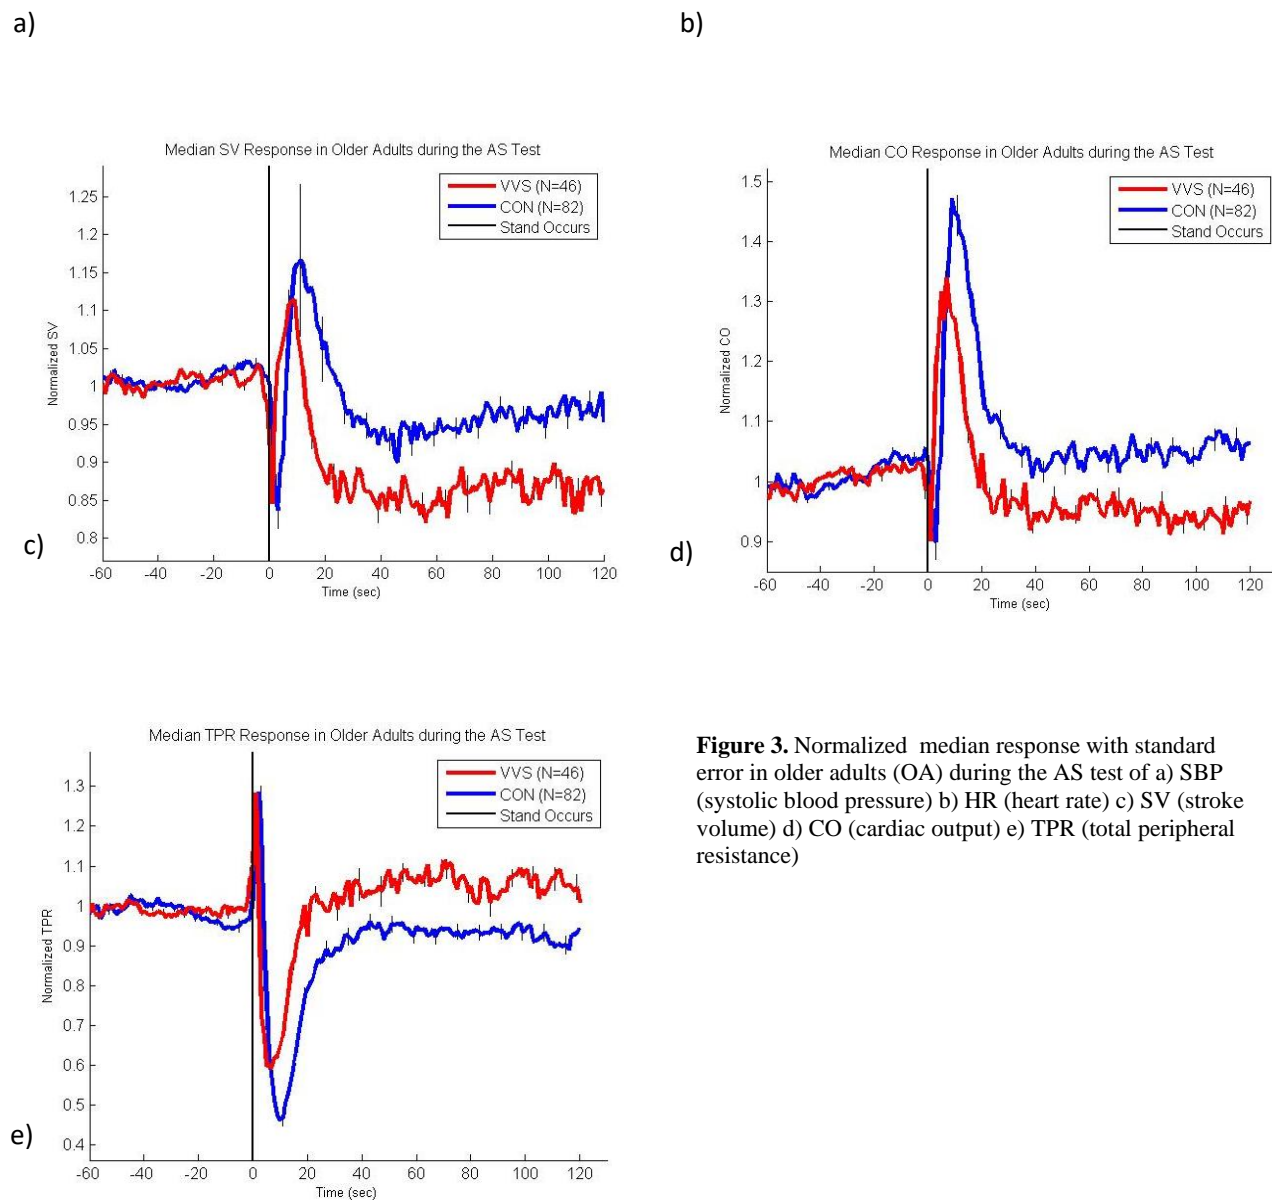 a)
b)
Median SV Response in Older Adults during the AS Test
VVS (N=46)
CON (N=82)
Stand Occurs
1.25
1.2
1.15
1.1
1.05
1
0.95
0.9
0.85
0.8
Normalized SV
-60 -40 -20 0 20 40 60 80 100 120
Time (sec)
c)
Median CO Response in Older Adults during the AS Test
VVS (N=46)
CON (N=82)
Stand Occurs
1.5
1.4
1.3
1.2
1.1
1
0.9
Normalized CO
-60 -40 -20 0 20 40 60 80 100 120
Time (sec)
d)
Median TPR Response in Older Adults during the AS Test
VVS (N=46)
CON (N=82)
Stand Occurs
1.3
1.2
1.1
1
0.9
0.8
0.7
0.6
0.5
0.4
Normalized TPR
-60 -40 -20 0 20 40 60 80 100 120
Time (sec)
e)
Figure 3. Normalized median response with standard
error in older adults (OA) during the AS test of a) SBP
(systolic blood pressure) b) HR (heart rate) c) SV (stroke
volume) d) CO (cardiac output) e) TPR (total peripheral
resistance)